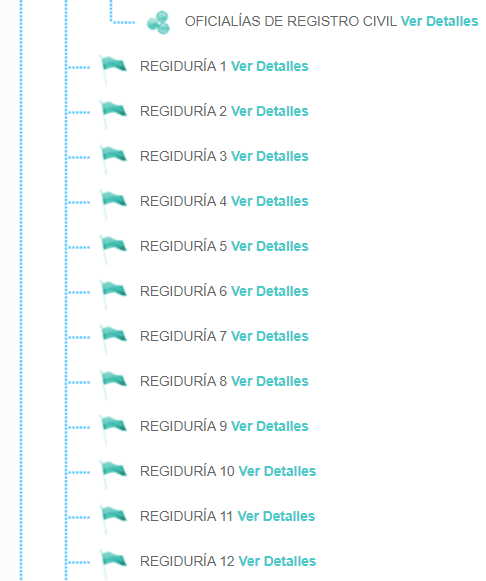 OFICIALÍAS DE REGISTRO CIVIL Ver Detalles
REGIDURÍA 1 Ver Detalles
REGIDURÍA 2 Ver Detalles
REGIDURÍA 3 Ver Detalles
REGIDURÍA 4 Ver Detalles
REGIDURÍA 5 Ver Detalles
REGIDURÍA 6 Ver Detalles
REGIDURÍA 7 Ver Detalles
REGIDURÍA 8 Ver Detalles
REGIDURÍA 9 Ver Detalles
REGIDURÍA 10 Ver Detalles
REGIDURÍA 11 Ver Detalles
REGIDURÍA 12 Ver Detalles